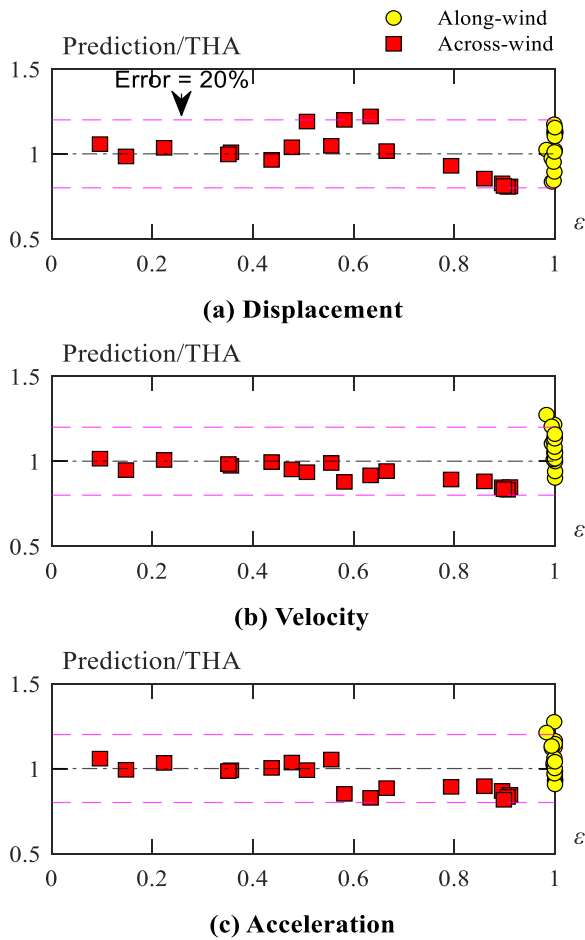 Along-wind
Across-wind
Prediction/THA
Error = 20%
1.5
1
0.5
0 0.2 0.4 0.6 0.8 1
ε
(a) Displacement
Prediction/THA
1.5
1
0.5
0 0.2 0.4 0.6 0.8 1
ε
(b) Velocity
Prediction/THA
1.5
1
0.5
0 0.2 0.4 0.6 0.8 1
ε
(c) Acceleration